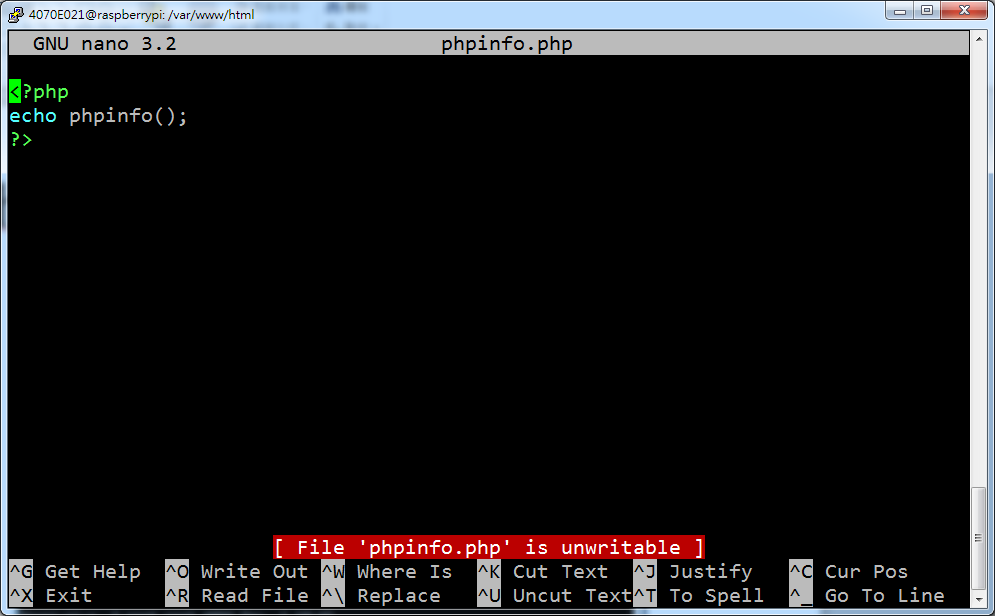 4070E021@raspberrypi: /var/www/html
GNU nano 3.2 phpinfo.php
<?php
echo phpinfo();
?>
[ File 'phpinfo.php' is unwritable ]
^G Get Help ^O Write Out ^W Where Is ^K Cut Text ^J Justify ^C Cur Pos
^X Exit ^R Read File ^\ Replace ^U Uncut Text ^T To Spell ^_ Go To Line